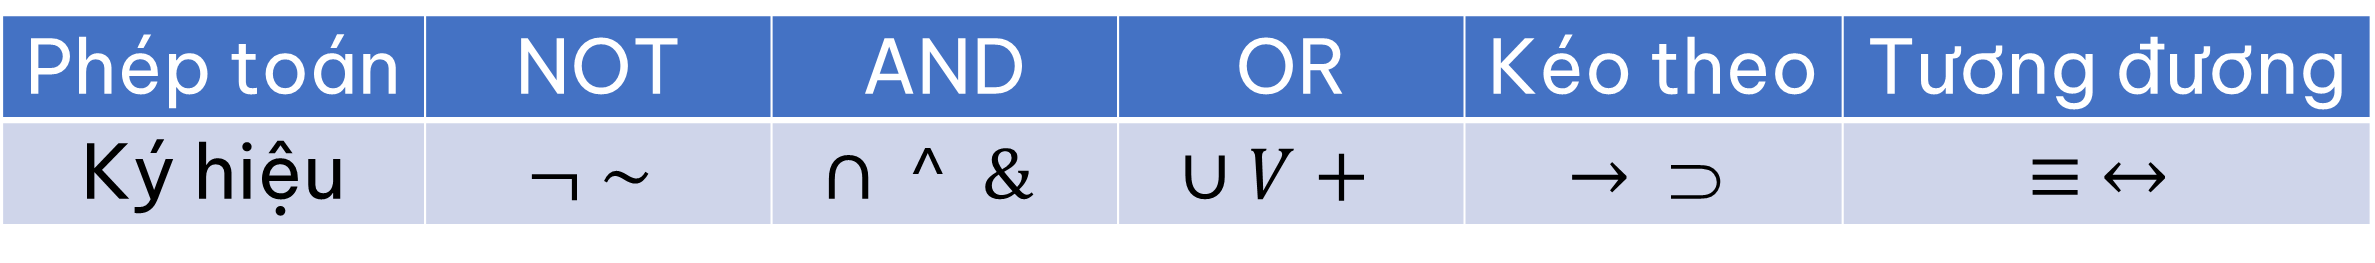 Phép toán NOT AND OR Kéo theo Tương đương
Ký hiệu ¬ ~ ∩ ^ & ∪ V + → ⊃ ≡ ↔